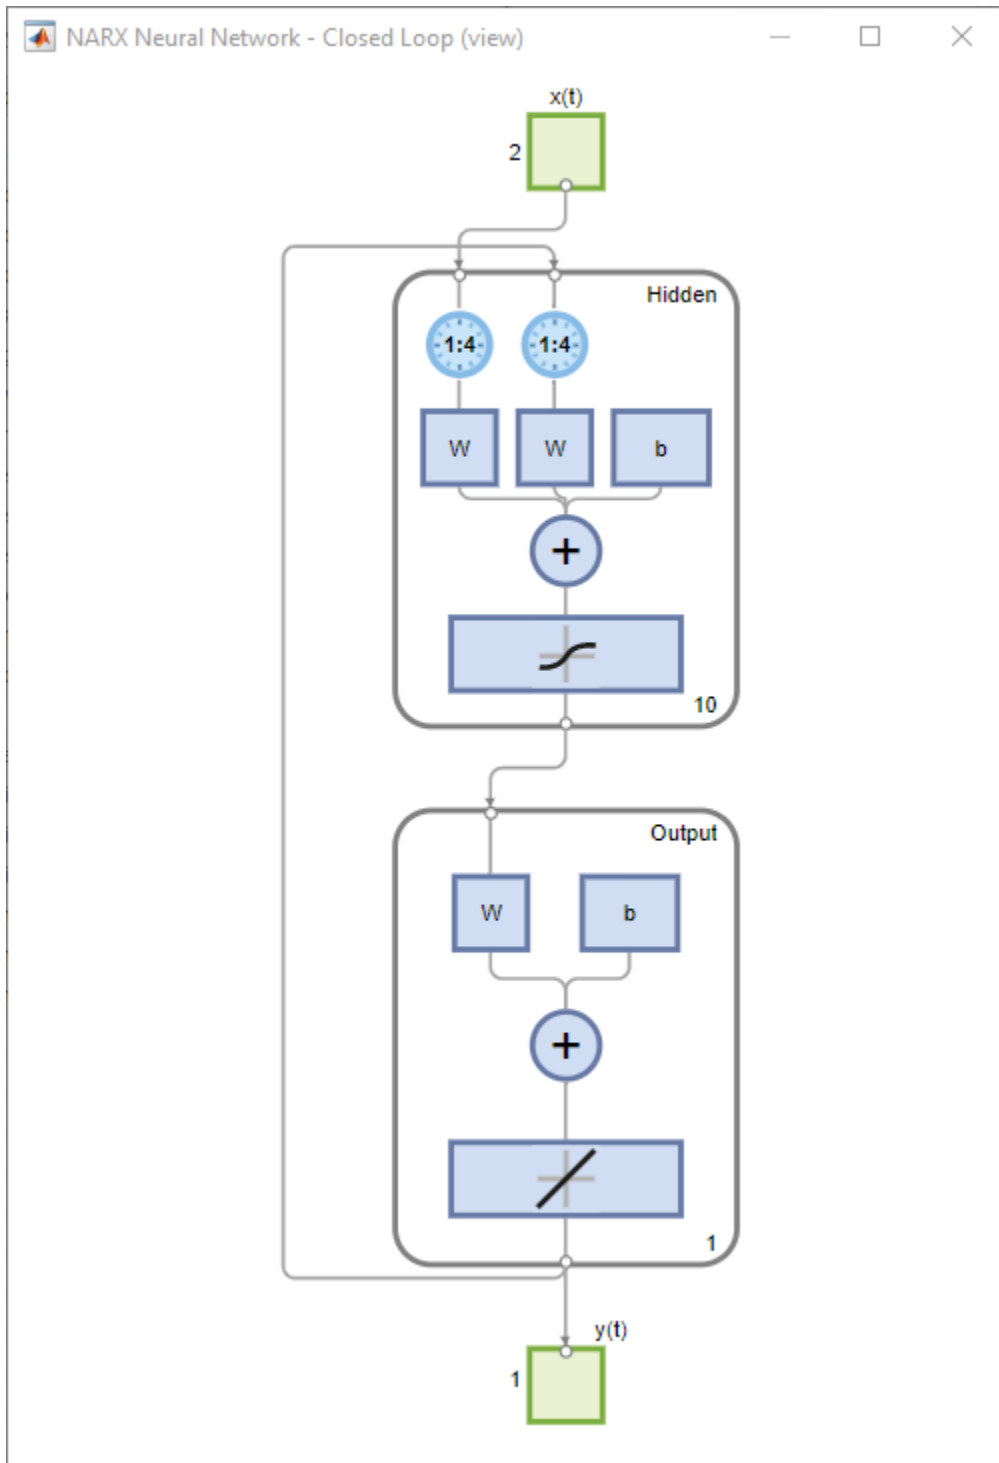 NARX Neural Network - Closed Loop (view)
x(t)
2
Hidden
1:4 1:4
W W b
+
10
Output
W b
+
1
y(t)
1